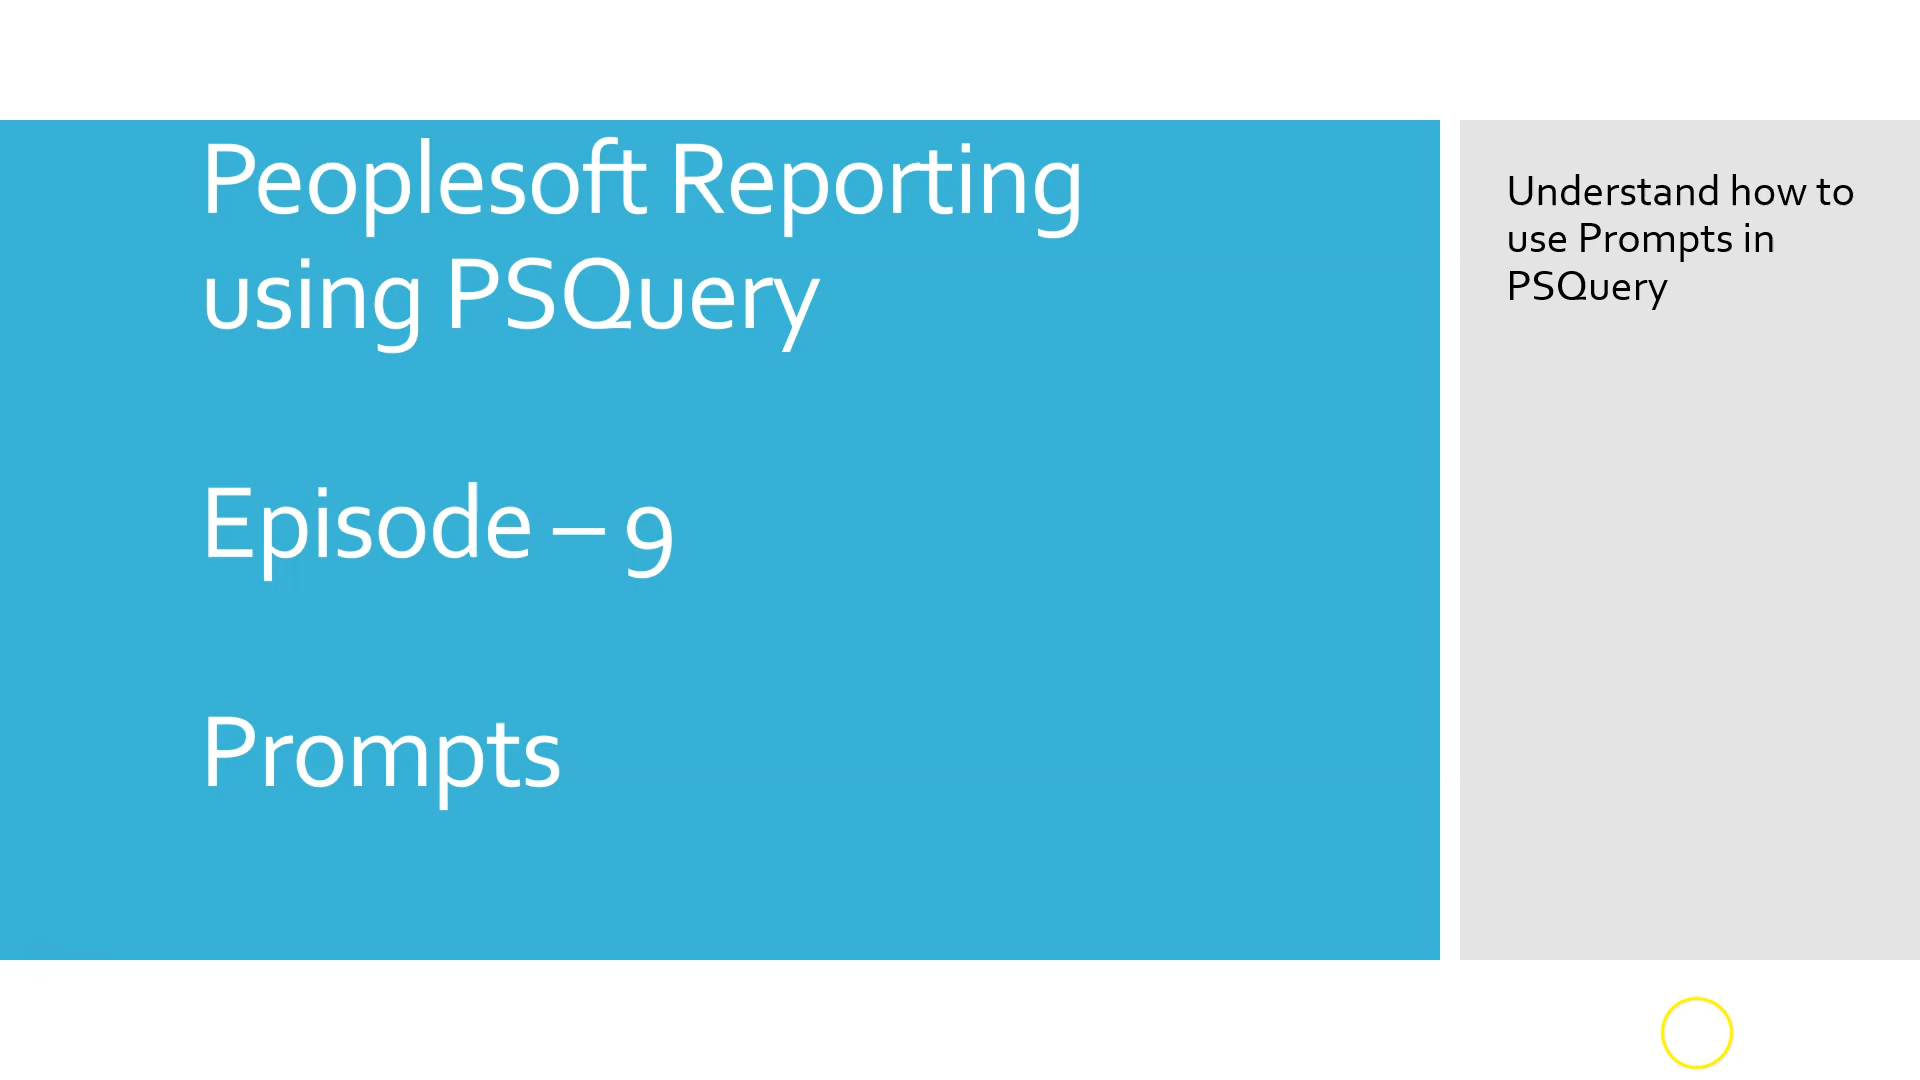 Peoplesoft Reporting
using PSQuery
Episode – 9
Prompts
Understand how to
use Prompts in
PSQuery